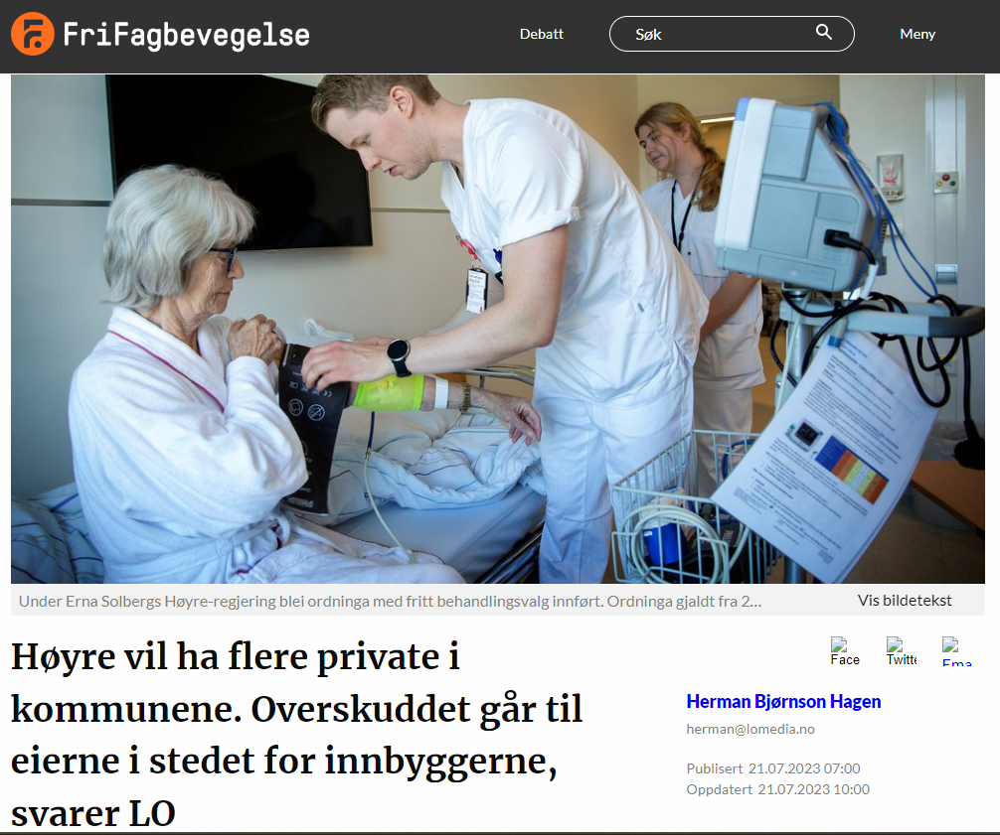 FriFagbevegelse
Debatt
Søk
Meny
Under Erna Solbergs Høyre-regjering blei ordninga med fritt behandlingsvalg innført. Ordninga gjaldt fra 2...
Vis bildetekst
Høyre vil ha flere private i
kommunene. Overskuddet går til
eierne i stedet for innbyggerne,
svarer LO
Face
Twitte
Ema
Herman Bjørnson Hagen
herman@lomedia.no
Publisert 21.07.2023 07:00
Oppdatert 21.07.2023 10:00